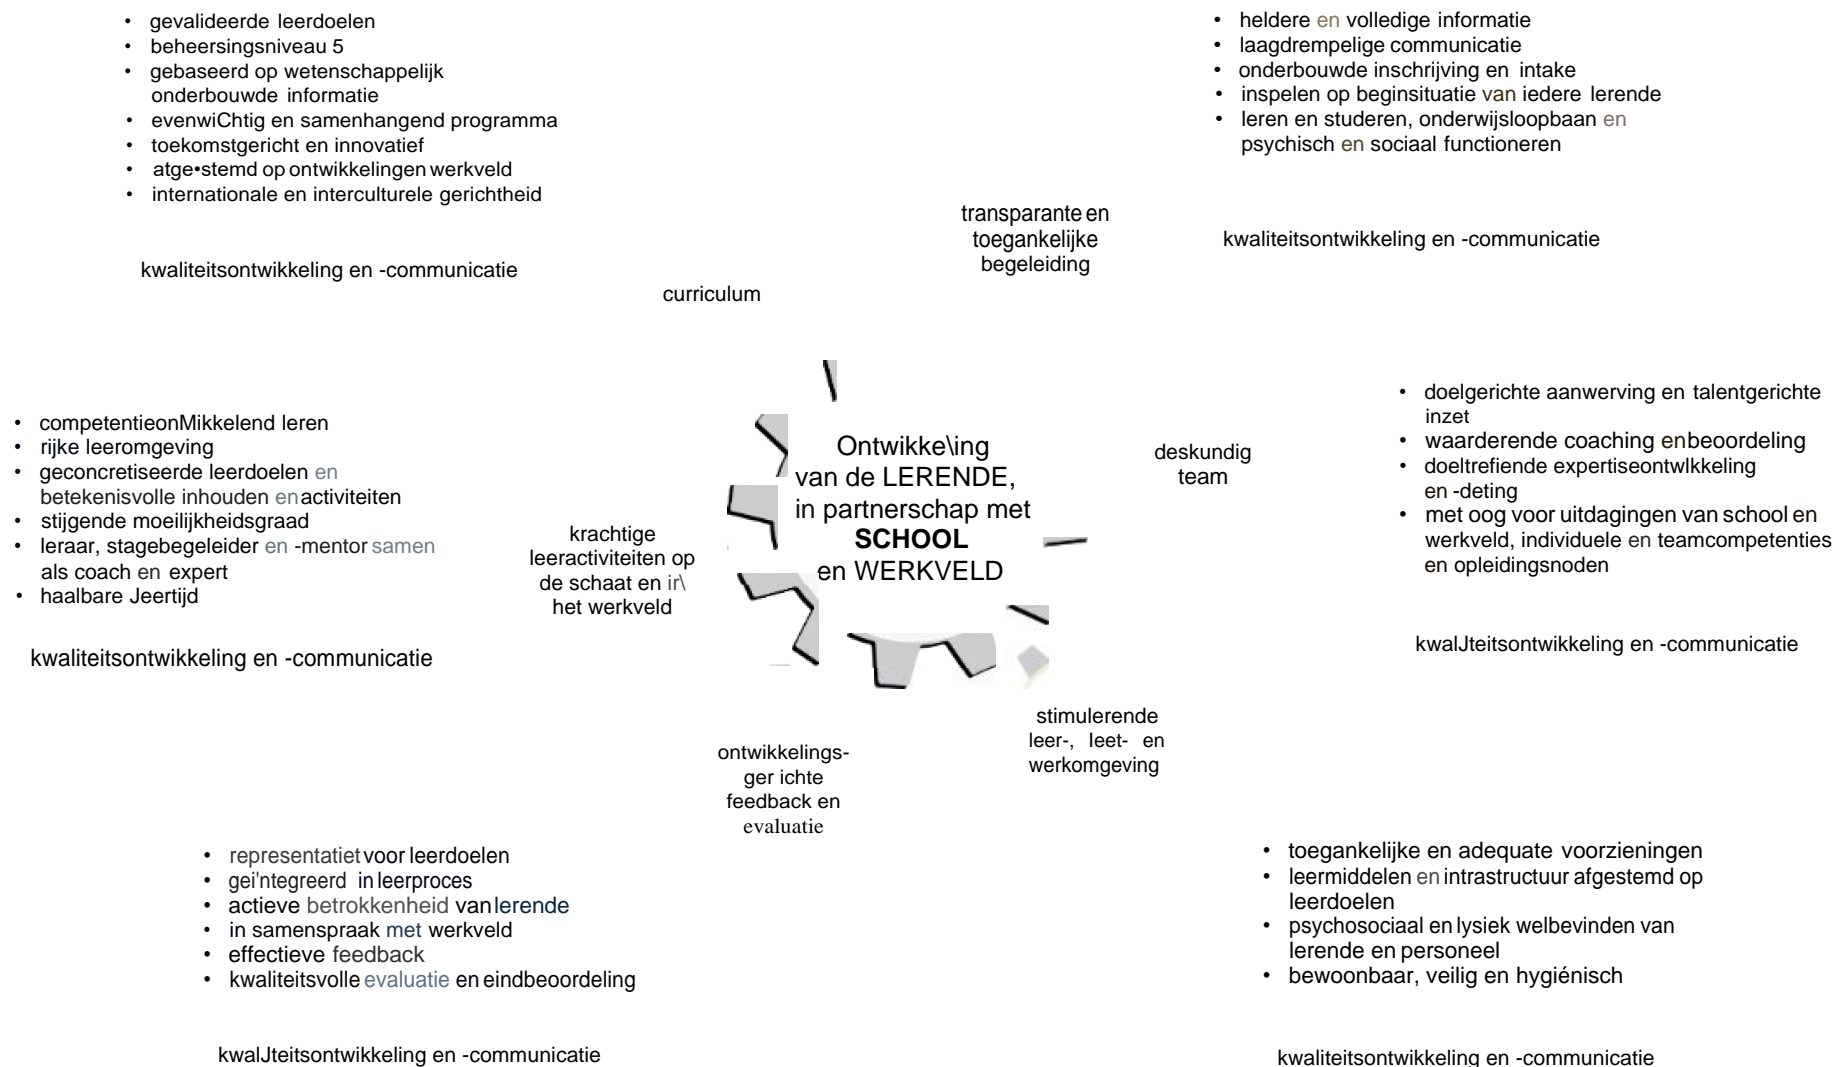 • gevalideerde leerdoelen
• beheersingsniveau 5
• gebaseerd op wetenschappelijk
onderbouwde informatie
• evenwiChtig en samenhangend programma
• toekomstgericht en innovatief
• atge•stemd op ontwikkelingen werkveld
• internationale en interculturele gerichtheid
kwaliteitsontwikkeling en -communicatie
curriculum
transparante en
toegankelijke
begeleiding
• heldere en volledige informatie
• laagdrempelige communicatie
• onderbouwde inschrijving en intake
• inspelen op beginsituatie van iedere lerende
• leren en studeren, onderwijsloopbaan en
psychisch en sociaal functioneren
kwaliteitsontwikkeling en -communicatie
• competentieonMikkelend leren
• rijke leeromgeving
• geconcretiseerde leerdoelen en
betekenisvolle inhouden en activiteiten
• stijgende moeilijkheidsgraad
• leraar, stagebegeleider en -mentor samen
als coach en expert
• haalbare Jeertijd
kwaliteitsontwikkeling en -communicatie
krachtige
leeractiviteiten op
de schaat en ir\
het werkveld
Ontwikke\ing
van de LERENDE,
in partnerschap met
SCHOOL
en WERKVELD
deskundig
team
• doelgerichte aanwerving en talentgerichte
inzet
• waarderende coaching enbeoordeling
• doeltrefiende expertiseontwlkkeling
en -deting
• met oog voor uitdagingen van school en
werkveld, individuele en teamcompetenties
en opleidingsnoden
kwalJteitsontwikkeling en -communicatie
stimulerende
leer-, leet- en
werkomgeving
ontwikkelings-
ger ichte
feedback en
evaluatie
• representatiet voor leerdoelen
• gei'ntegreerd in leerproces
• actieve betrokkenheid van lerende
• in samenspraak met werkveld
• effectieve feedback
• kwaliteitsvolle evaluatie en eindbeoordeling
kwalJteitsontwikkeling en -communicatie
• toegankelijke en adequate voorzieningen
• leermiddelen en intrastructuur afgestemd op
leerdoelen
• psychosociaal en lysiek welbevinden van
lerende en personeel
• bewoonbaar, veilig en hygiénisch
kwaliteitsontwikkeling en -communicatie